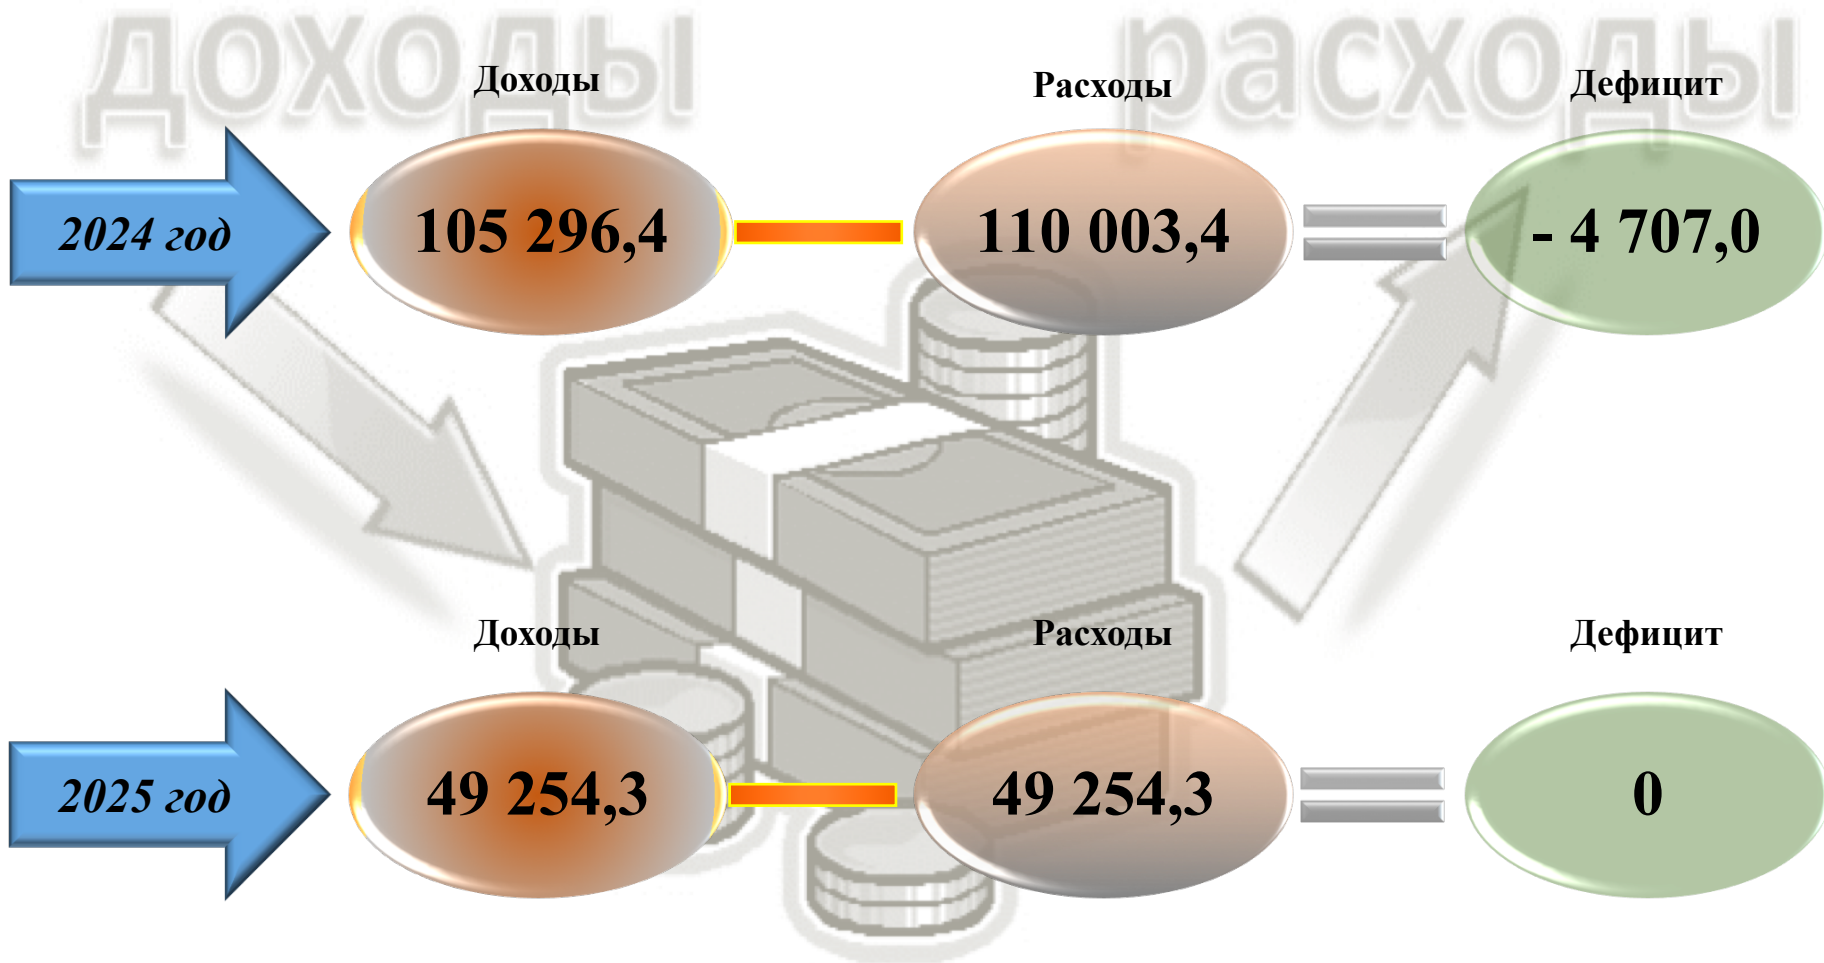 доходы
расходы
Доходы
Расходы
Дефицит
2024 год
105 296,4
110 003,4
- 4 707,0
Доходы
Расходы
Дефицит
2025 год
49 254,3
49 254,3
0